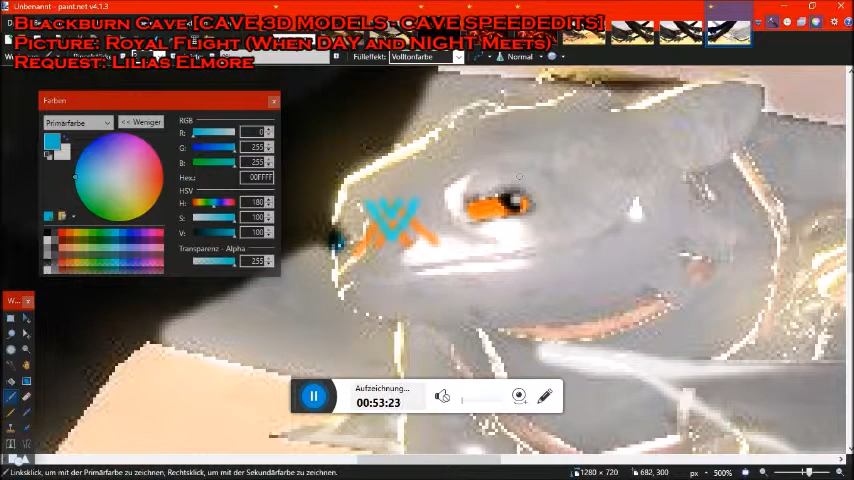 Unbenannt - paint.net v4.1.3
Blackburn Cave [CAVE 3D MODELS - CAVE SPEEDEDITS]
Picture: Royal Flight (When DAY and NIGHT Meets)
Fülleffekt: Volltonfarbe Normal
Request: Lilias Elmore
Farben
Primärfarbe << Weniger
RGB
R: 0
G: 255
B: 255
Hex: 00FFFF
HSV
H: 180
S: 100
V: 100
Transparenz - Alpha
255
W...
Aufzeichnung...
00:53:23
Linksklick, um mit der Primärfarbe zu zeichnen, Rechtsklick, um mit der Sekundärfarbe zu zeichnen. 1280 × 720 682, 300 px 500%